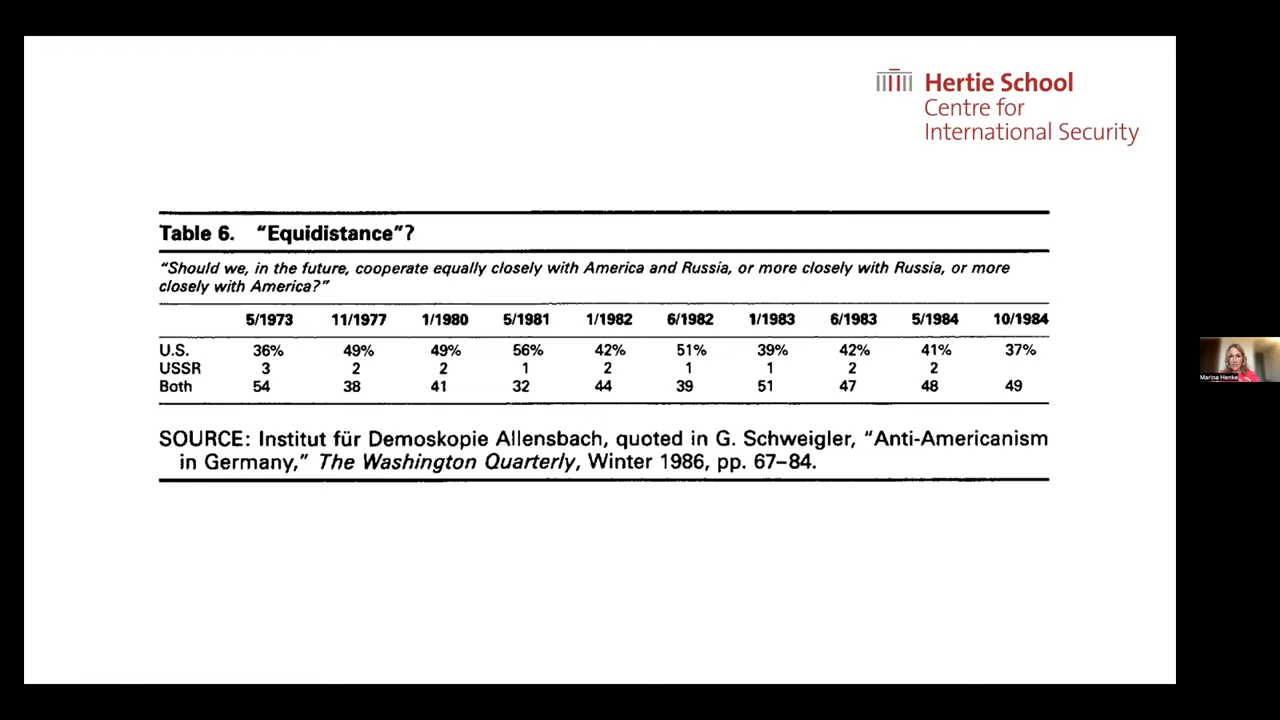 Hertie School
Centre for
International Security
Table 6. “Equidistance”?
“Should we, in the future, cooperate equally closely with America and Russia, or more closely with Russia, or more
closely with America?”
5/1973 11/1977 1/1980 5/1981 1/1982 6/1982 1/1983 6/1983 5/1984 10/1984
U.S. 36% 49% 49% 56% 42% 51% 39% 42% 41% 37%
USSR 3 2 2 1 2 1 1 2 2
Both 54 38 41 32 44 39 51 47 48 49
SOURCE: Institut für Demoskopie Allensbach, quoted in G. Schweigler, “Anti-Americanism
in Germany,” The Washington Quarterly, Winter 1986, pp. 67–84.
Marina Henke